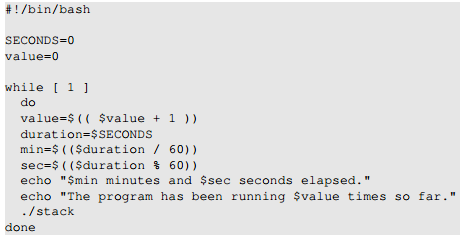 #!/bin/bash
SECONDS=0
value=0
while [ 1 ]
do
value=$(( $value + 1 ))
duration=$SECONDS
min=$(($duration / 60))
sec=$(($duration % 60))
echo "$min minutes and $sec seconds elapsed."
echo "The program has been running $value times so far."
./stack
done